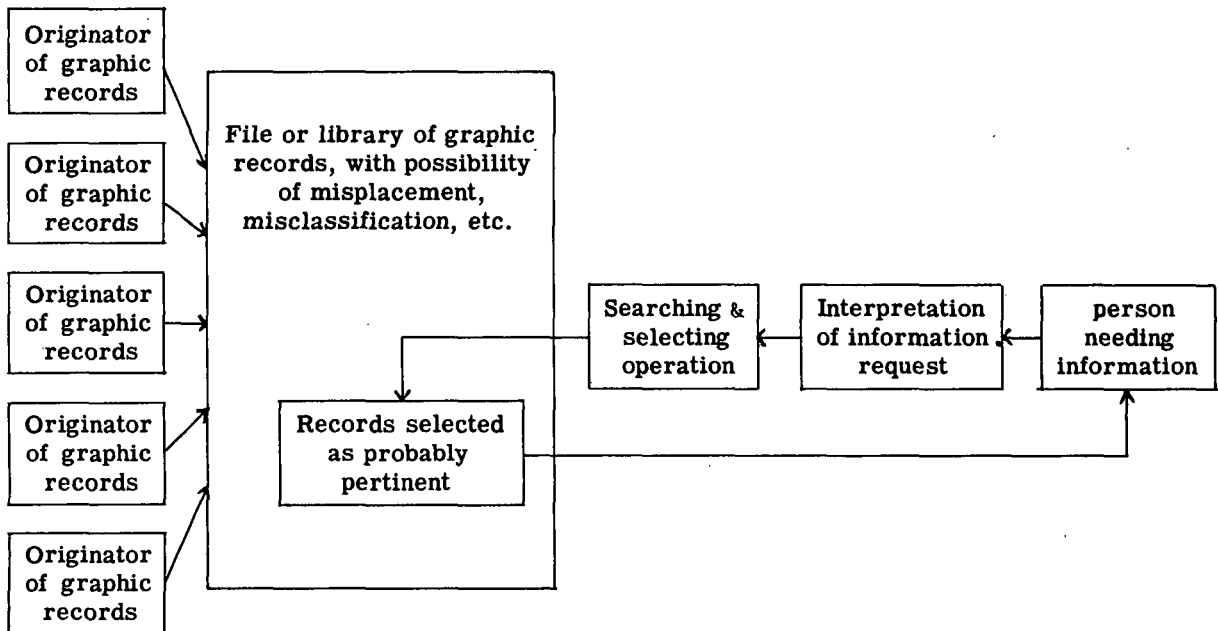 Originator
of graphic
records
Originator
of graphic
records
Originator
of graphic
records
Originator
of graphic
records
Originator
of graphic
records
File or library of graphic
records, with possibility
of misplacement,
misclassification, etc.
Records selected
as probably
pertinent
Searching &
selecting
operation
Interpretation
of information
request
person
needing
information